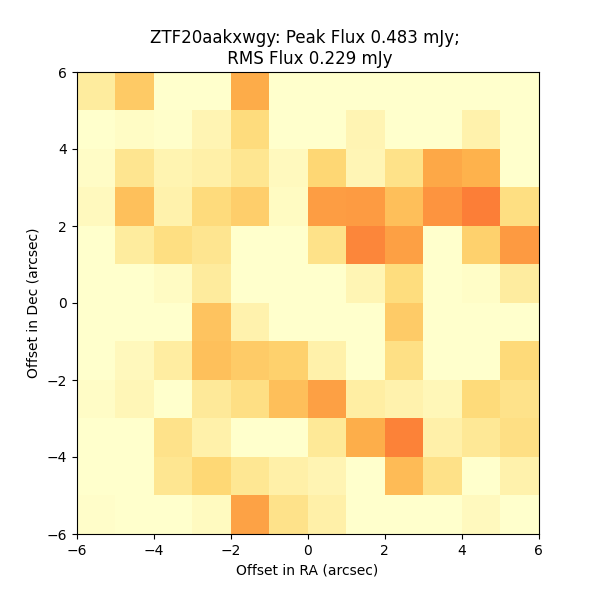 ZTF20aakxwgy: Peak Flux 0.483 mJy;
RMS Flux 0.229 mJy
6
4
2
0
−2
−4
−6
Offset in Dec (arcsec)
−6 −4 −2 0 2 4 6
Offset in RA (arcsec)